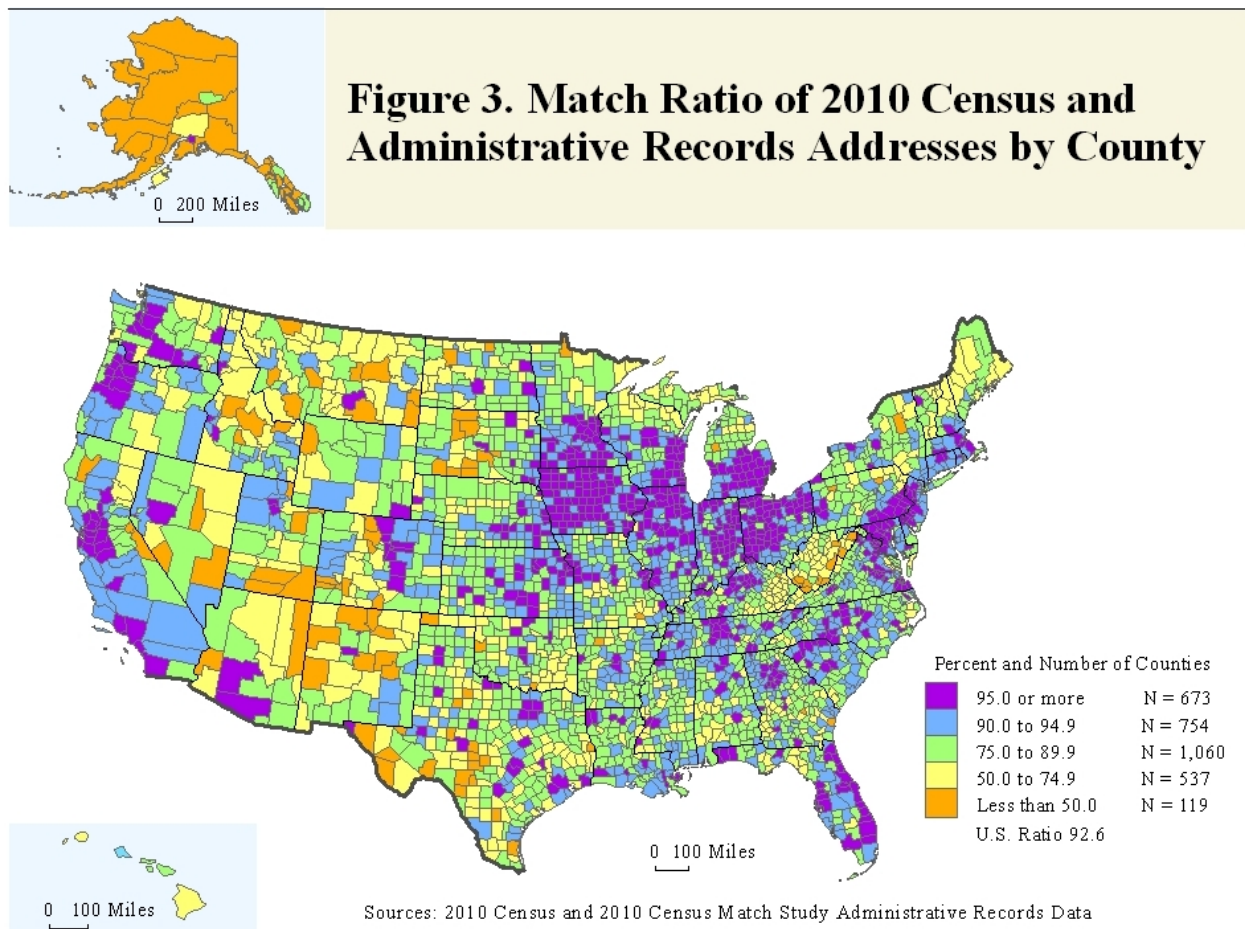 Figure 3. Match Ratio of 2010 Census and
Administrative Records Addresses by County
0 200 Miles
Percent and Number of Counties
95.0 or more N = 673
90.0 to 94.9 N = 754
75.0 to 89.9 N = 1,060
50.0 to 74.9 N = 537
Less than 50.0 N = 119
U.S. Ratio 92.6
0 100 Miles
0 100 Miles
Sources: 2010 Census and 2010 Census Match Study Administrative Records Data